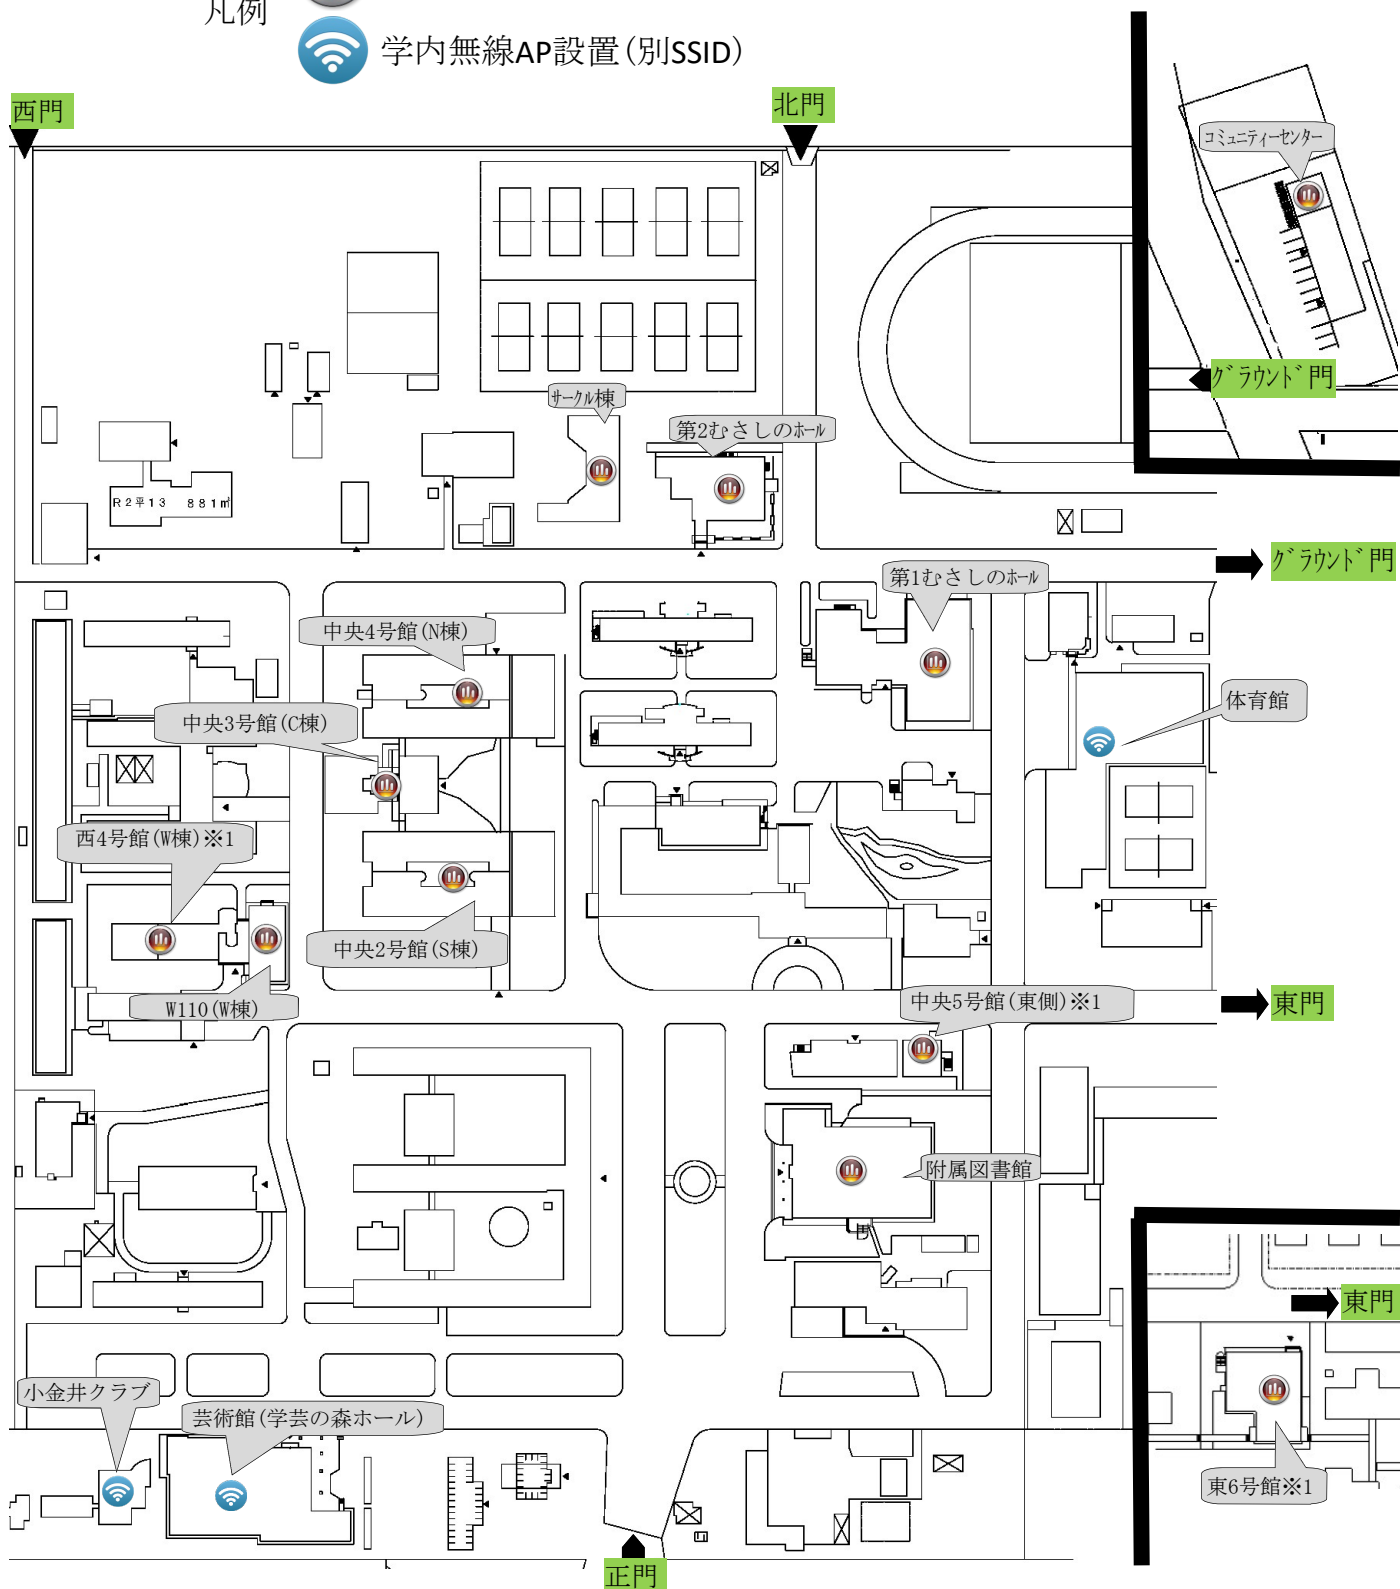 凡例
学内無線AP設置(別SSID)
西門
北門
コミュニティーセンター
グラウンド門
サークル棟
第2むさしのホール
R2平13 881㎡
グラウンド門
第1むさしのホール
中央4号館(N棟)
体育館
中央3号館(C棟)
西4号館(W棟)※1
中央2号館(S棟)
W110(W棟)
中央5号館(東側)※1
東門
附属図書館
東門
小金井クラブ
芸術館(学芸の森ホール)
東6号館※1
正門